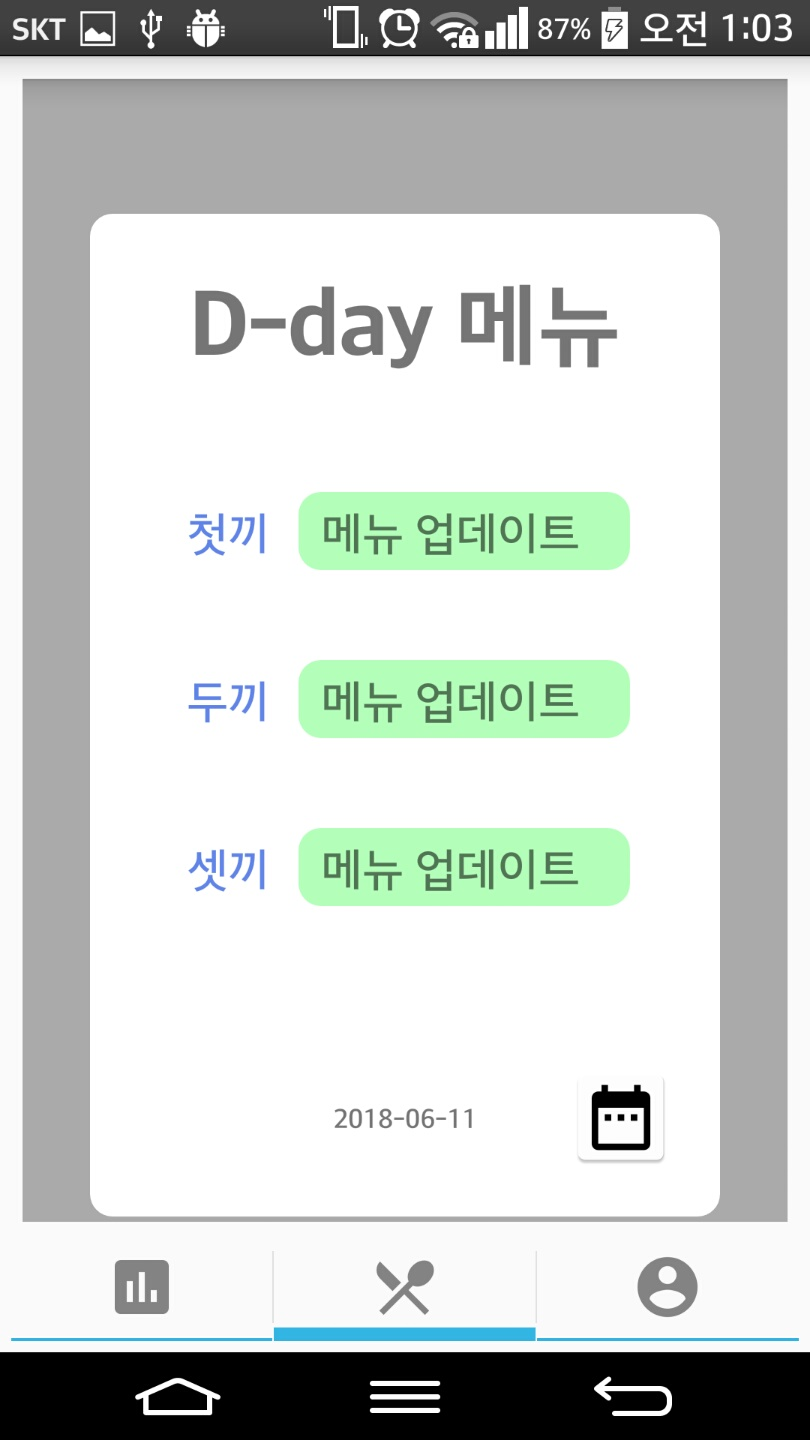 SKT 87% 오전 1:03
D-day 메뉴
첫끼 메뉴 업데이트
두끼 메뉴 업데이트
셋끼 메뉴 업데이트
2018-06-11